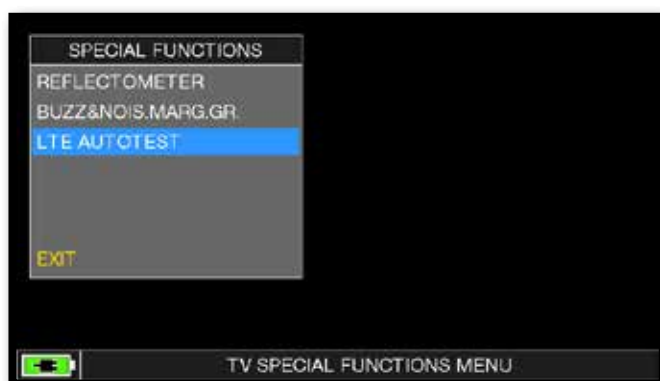 SPECIAL FUNCTIONS
REFLECTOMETER
BUZZ&NOIS.MARG.GR.
LTE AUTOTEST
EXIT
TV SPECIAL FUNCTIONS MENU